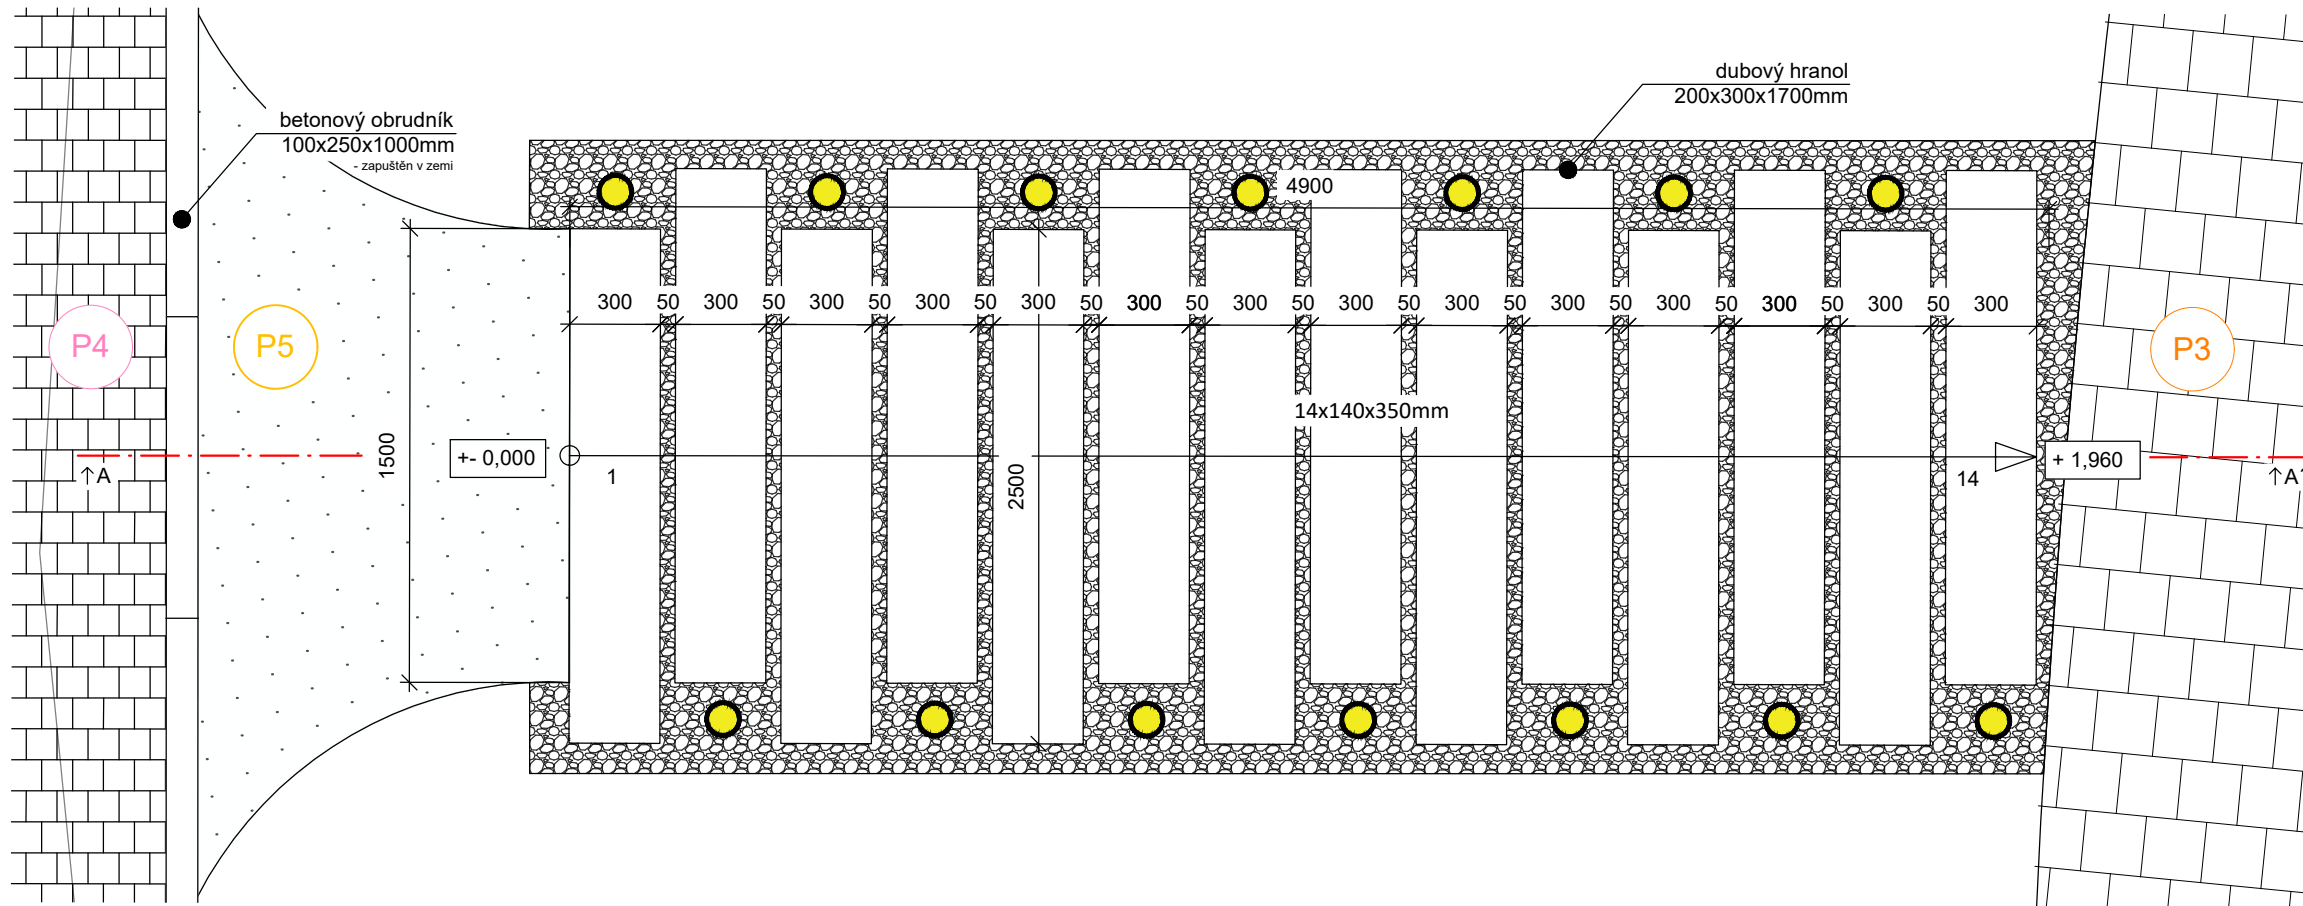 dubový hranol
200x300x1700mm
betonový obrudník
100x250x1000mm
- zapuštěn v zemi
4900
300 50 300 50 300 50 300 50 300 50 300 50 300 50 300 50 300 50 300 50 300 50 300 50 300 50 300
P4
P5
P3
14x140x350mm
1500
+- 0,000
+ 1,960
↑A
1
2500
14
↑A'